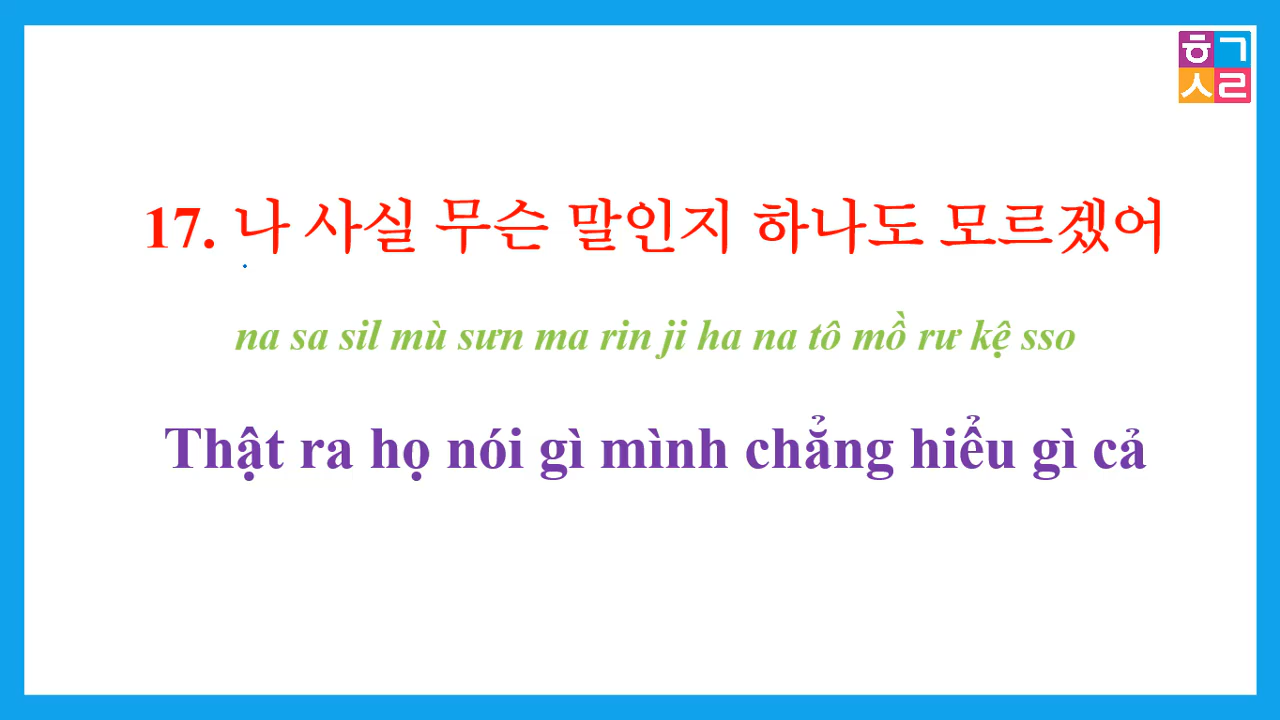 ㅎㄱ
ㅅㄹ
17. 나 사실 무슨 말인지 하나도 모르겠어
na sa sil mù sưn ma rin ji ha na tô mồ rư kệ sso
Thật ra họ nói gì mình chẳng hiểu gì cả